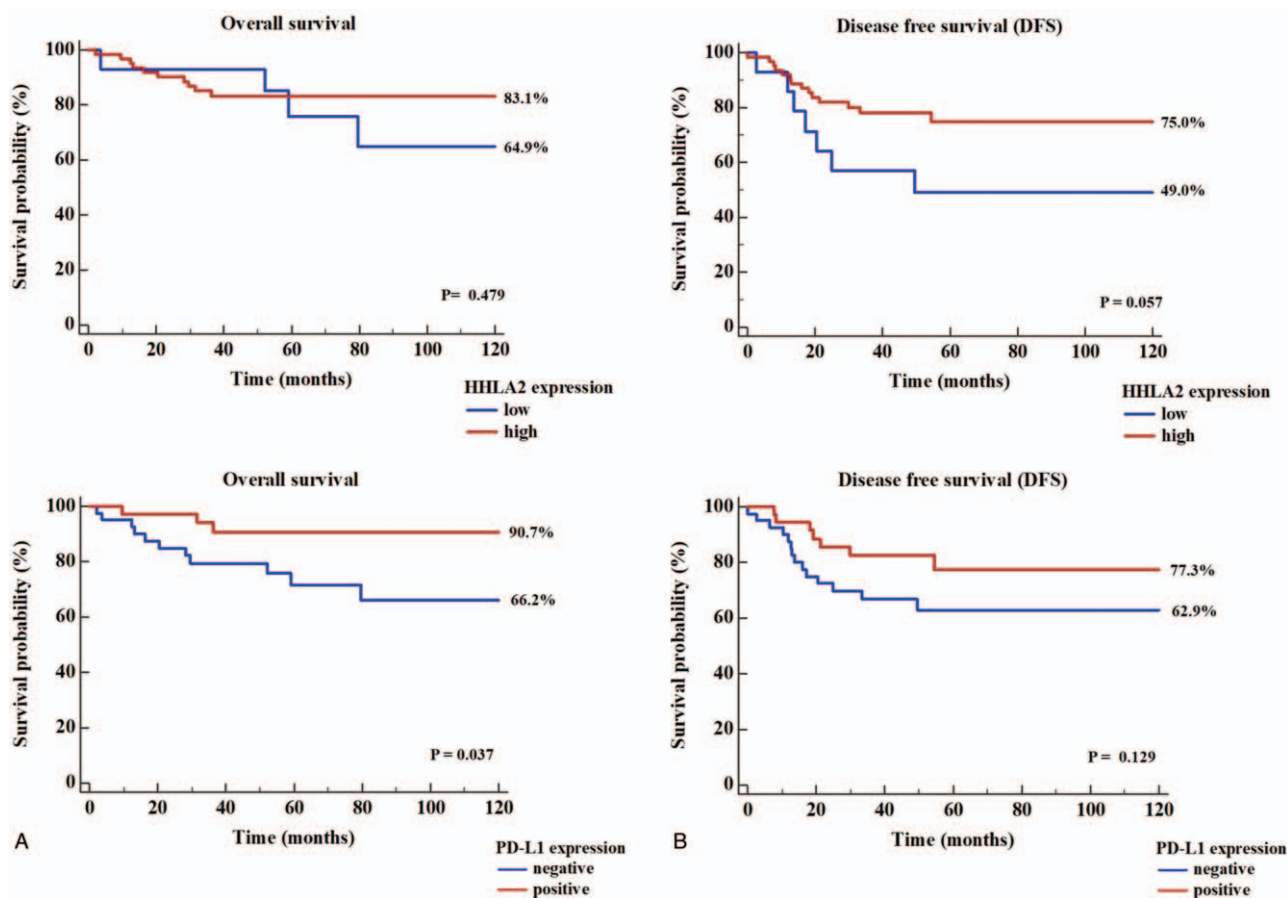 Overall survival
100
80
60
40
20
0
Survival probability (%)
83.1%
64.9%
P= 0.479
0 20 40 60 80 100 120
Time (months)
HHLA2 expression
low
high
Disease free survival (DFS)
100
80
60
40
20
0
Survival probability (%)
75.0%
49.0%
P = 0.057
0 20 40 60 80 100 120
Time (months)
HHLA2 expression
low
high
Overall survival
100
80
60
40
20
0
Survival probability (%)
90.7%
66.2%
P = 0.037
0 20 40 60 80 100 120
Time (months)
A
PD-L1 expression
negative
positive
Disease free survival (DFS)
100
80
60
40
20
0
Survival probability (%)
77.3%
62.9%
P = 0.129
0 20 40 60 80 100 120
Time (months)
B
PD-L1 expression
negative
positive